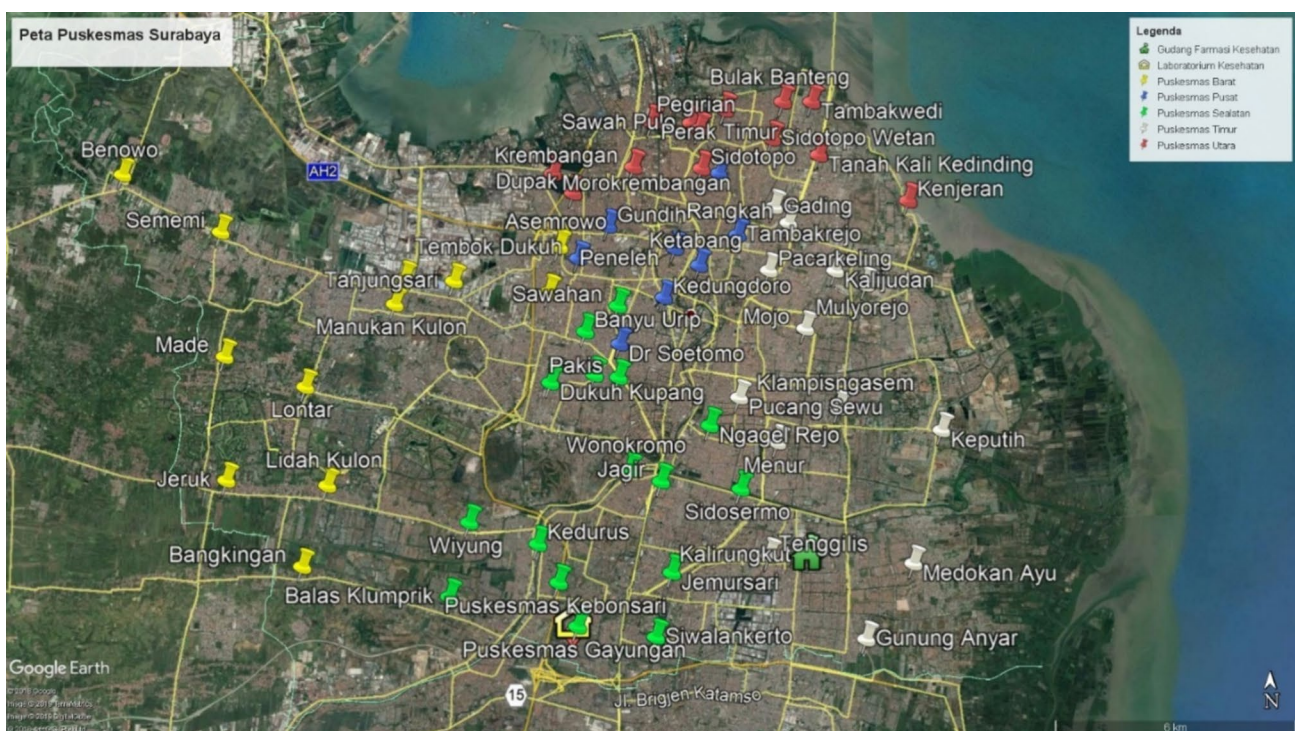 Peta Puskesmas Surabaya
Legenda
Gudang Farmasi Kesehatan
Laboratorium Kesehatan
Puskesmas Barat
Puskesmas Pusat
Puskesmas Sealatan
Puskesmas Timur
Puskesmas Utara
Bulak Banteng
Pegirian
Tambakwedi
Sawah Pulo
Perak Timur
Sidotopo Wetan
Benowo
Krembangan
Sidotopo
Tanah Kali Kedinding
AH2
Dupak
Morokrembangan
Kenjeran
Sememi
Asemrowo
Gundih
Rangkah
Gading
Tembok Dukuh
Ketabang
Tambakrejo
Peneleh
Pacarkeling
Tanjungsari
Kalijudan
Sawahan
Kedungdoro
Manukan Kulon
Banyu Urip
Mojo
Mulyorejo
Made
Dr Soetomo
Pakis
Dukuh Kupang
Klampisngasem
Lontar
Pucang Sewu
Ngagel Rejo
Keputih
Wonokromo
Lidah Kulon
Jagir
Menur
Jeruk
Sidosermo
Wiyung
Kedurus
Tenggilis
Bangkingan
Kalirungkut
Medokan Ayu
Jemursari
Balas Klumprik
Puskesmas Kebonsari
Siwalankerto
Gunung Anyar
Puskesmas Gayungan
Google Earth
15
Jl. Brigjen Katamso
N
6 km